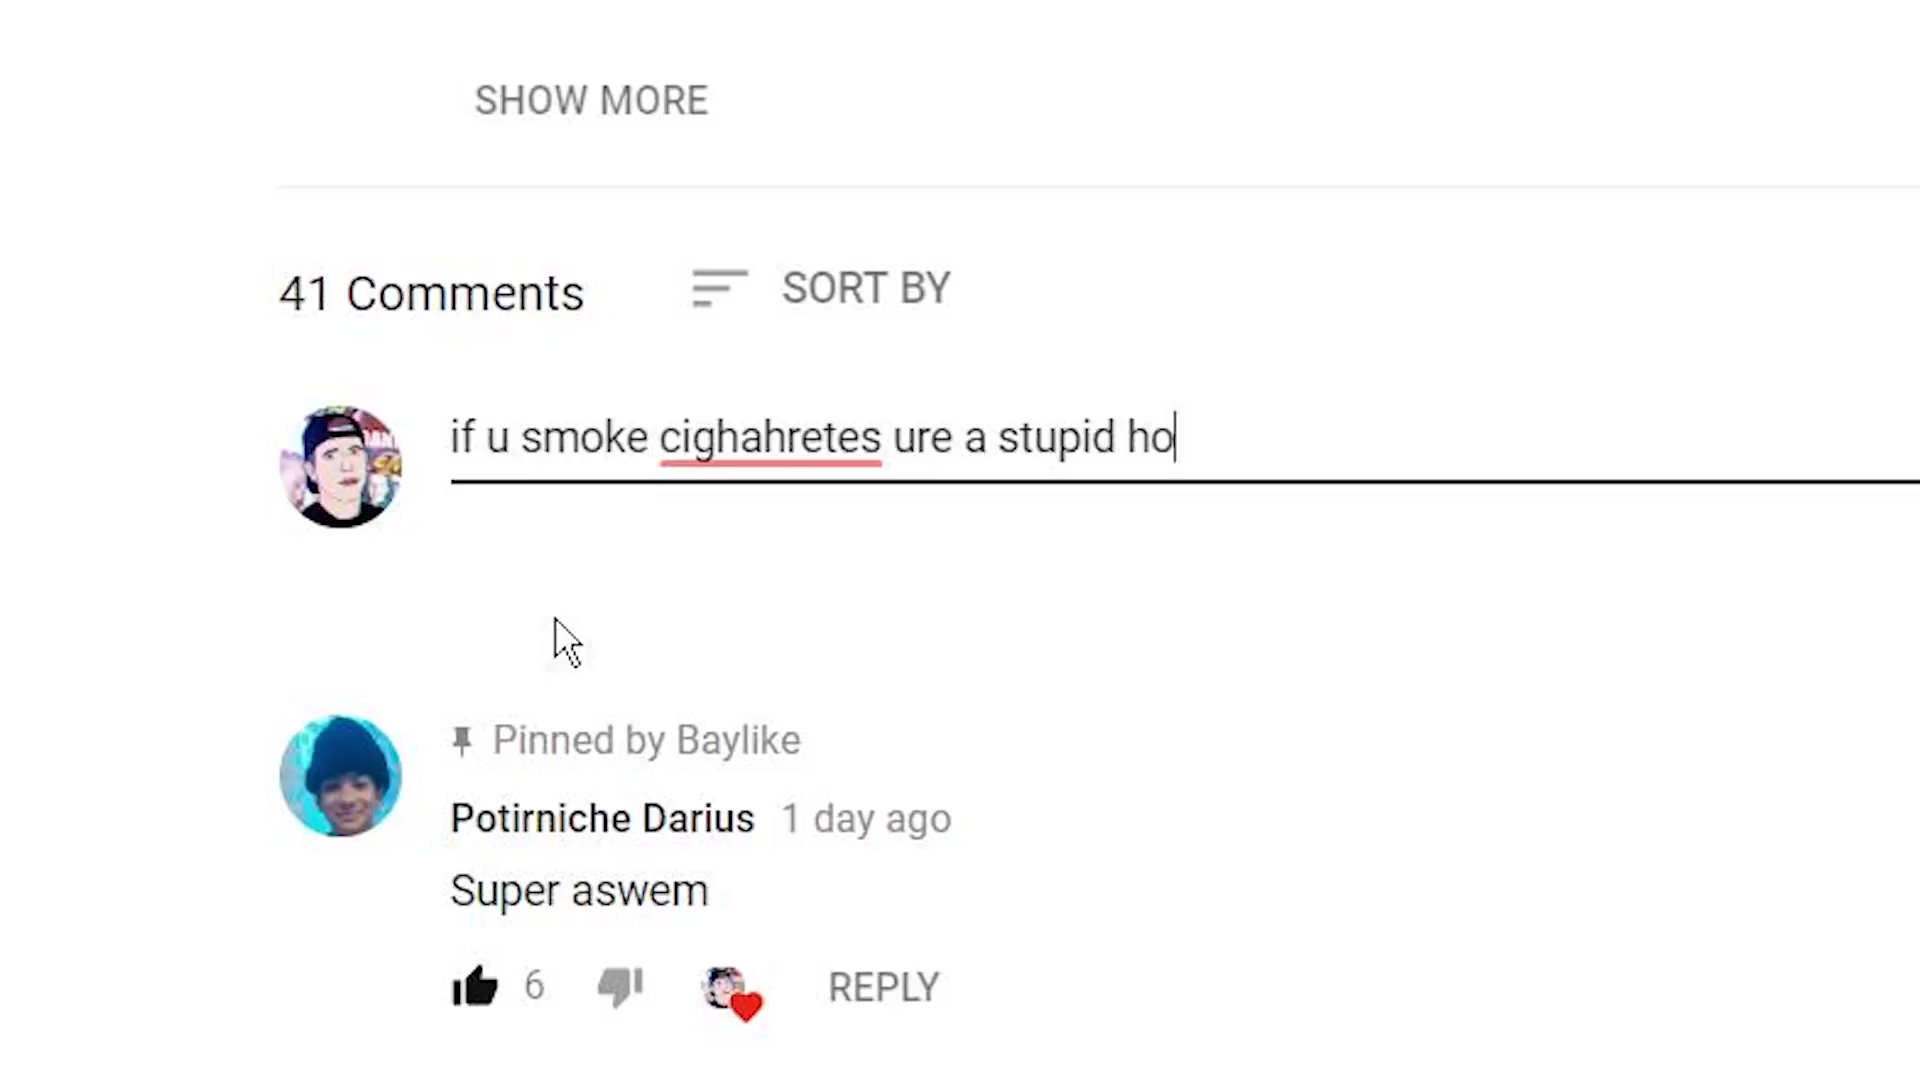 SHOW MORE
41 Comments SORT BY
if u smoke cighahretes ure a stupid ho
Pinned by Baylike
Potirniche Darius 1 day ago
Super aswem
6 REPLY